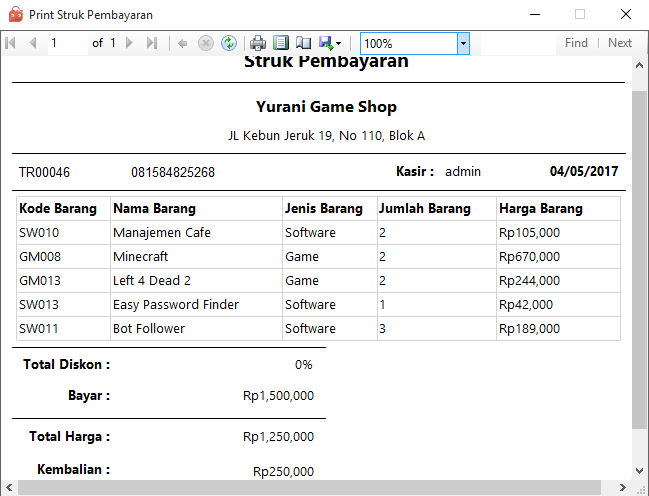 Print Struk Pembayaran
1 of 1 100% Find | Next
Struk Pembayaran
Yurani Game Shop
JL Kebun Jeruk 19, No 110, Blok A
TR00046 081584825268 Kasir : admin 04/05/2017
Kode Barang Nama Barang Jenis Barang Jumlah Barang Harga Barang
SW010 Manajemen Cafe Software 2 Rp105,000
GM008 Minecraft Game 2 Rp670,000
GM013 Left 4 Dead 2 Game 2 Rp244,000
SW013 Easy Password Finder Software 1 Rp42,000
SW011 Bot Follower Software 3 Rp189,000
Total Diskon : 0%
Bayar : Rp1,500,000
Total Harga : Rp1,250,000
Kembalian : Rp250,000